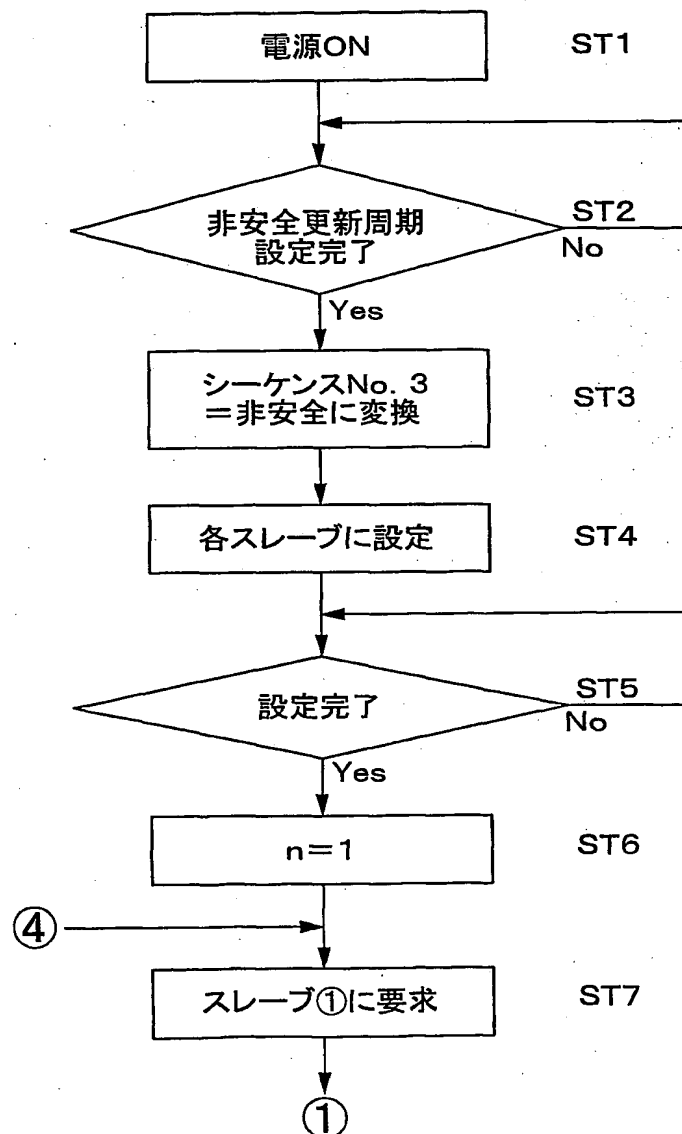 電源ON
ST1
非安全更新周期
設定完了
ST2
No
Yes
シーケンスNo. 3
＝非安全に変換
ST3
各スレーブに設定
ST4
設定完了
ST5
No
Yes
n＝1
ST6
④
スレーブ①に要求
ST7
①